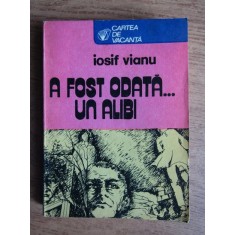 CARTEA
DE
VACANȚĂ
iosif vianu
A FOST ODATĂ...
UN ALIBI